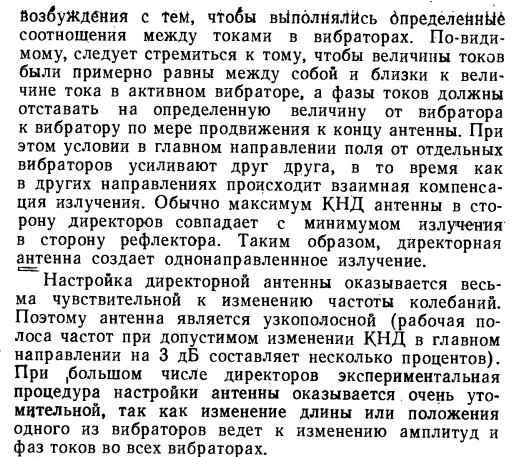 возбуждения с тем, чтобы выполнялись определенные
соотношения между токами в вибраторах. По-види-
мому, следует стремиться к тому, чтобы величины токов
были примерно равны между собой и близки к вели-
чине тока в активном вибраторе, а фазы токов должны
отставать на определенную величину от вибратора
к вибратору по мере продвижения к концу антенны. При
этом условии в главном направлении поля от отдельных
вибраторов усиливают друг друга, в то время как
в других направлениях происходит взаимная компенса-
ция излучения. Обычно максимум КНД антенны в сто-
рону директоров совпадает с минимумом излучения
в сторону рефлектора. Таким образом, директорная
антенна создает однонаправленнное излучение.
Настройка директорной антенны оказывается весь-
ма чувствительной к изменению частоты колебаний.
Поэтому антенна является узкополосной (рабочая по-
лоса частот при допустимом изменении КНД в главном
направлении на 3 дБ составляет несколько процентов).
При большом числе директоров экспериментальная
процедура настройки антенны оказывается очень уто-
мительной, так как изменение длины или положения
одного из вибраторов ведет к изменению амплитуд и
фаз токов во всех вибраторах.